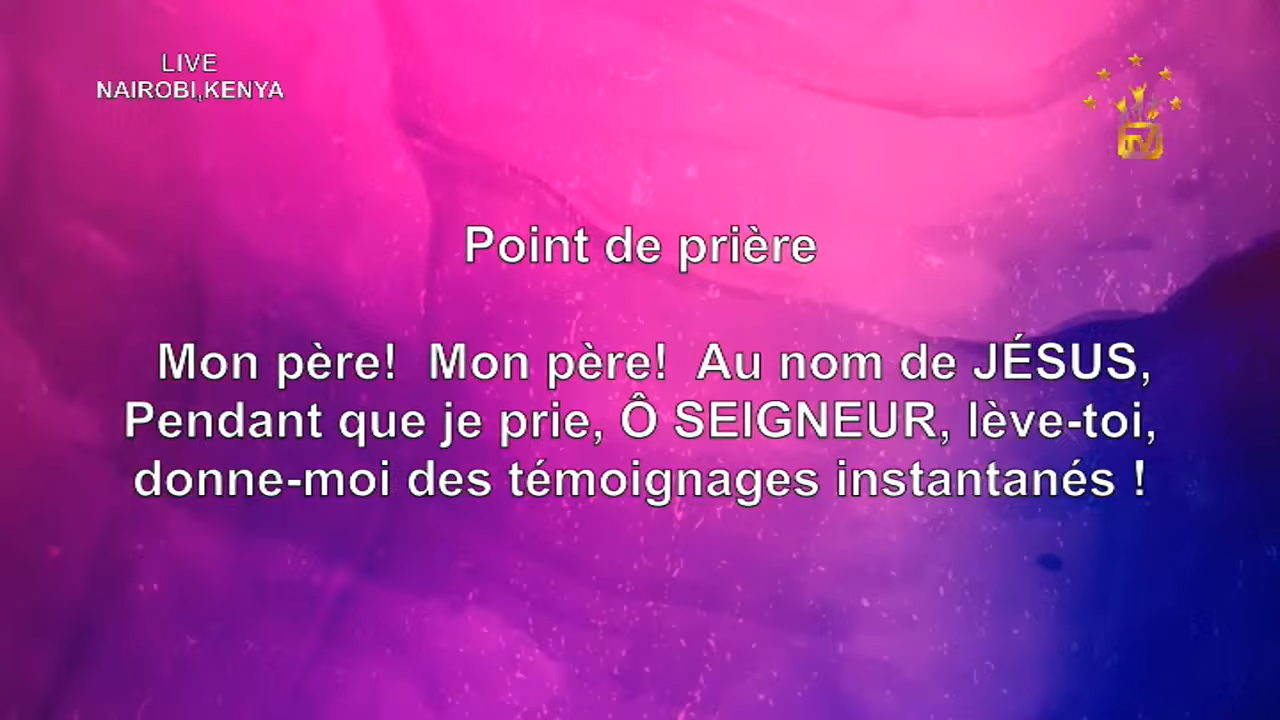 LIVE
NAIROBI,KENYA
TV
Point de prière
Mon père!  Mon père!  Au nom de JÉSUS,
Pendant que je prie, Ô SEIGNEUR, lève-toi,
donne-moi des témoignages instantanés !